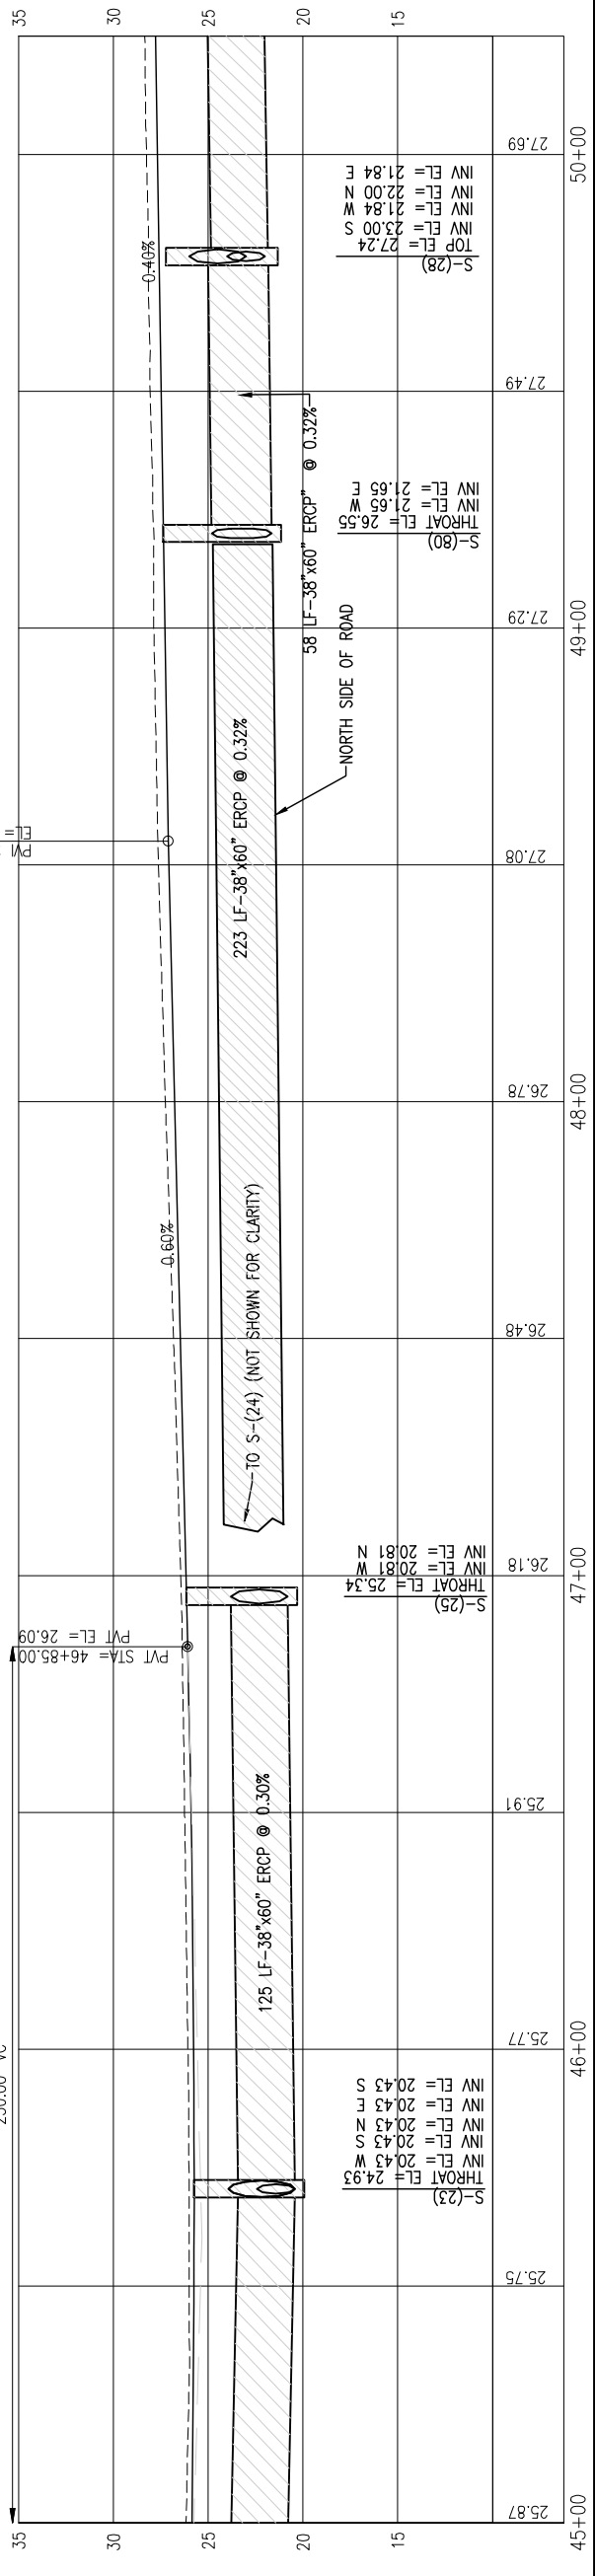 35
30
25
20
15
35
30
25
20
15
250.00' VC
PVT STA= 46+85.00
PVT EL= 26.09
PVI
EL =
0.60%
0.40%
125 LF-38"x60" ERCP @ 0.30%
TO S-(24) (NOT SHOWN FOR CLARITY)
223 LF-38"x60" ERCP @ 0.32%
NORTH SIDE OF ROAD
58 LF-38"x60" ERCP" @ 0.32%
S-(23)
THROAT EL= 24.93
INV EL= 20.43 W
INV EL= 20.43 S
INV EL= 20.43 N
INV EL= 20.43 E
INV EL= 20.43 S
S-(25)
THROAT EL= 25.34
INV EL= 20.81 W
INV EL= 20.81 N
S-(80)
THROAT EL= 26.55
INV EL= 21.65 W
INV EL= 21.65 E
S-(28)
TOP EL= 27.24
INV EL= 23.00 S
INV EL= 21.84 W
INV EL= 22.00 N
INV EL= 21.84 E
25.87
25.75
25.77
25.91
26.18
26.48
26.78
27.08
27.29
27.49
27.69
45+00
46+00
47+00
48+00
49+00
50+00